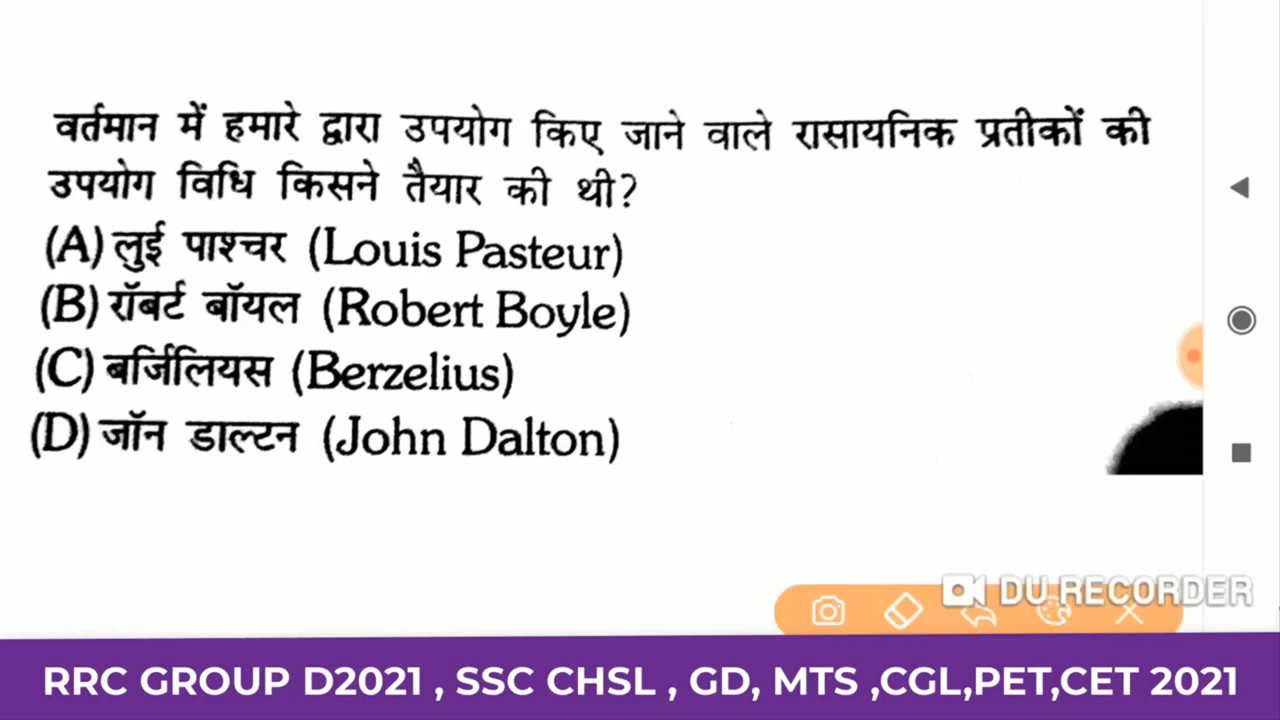 वर्तमान में हमारे द्वारा उपयोग किए जाने वाले रासायनिक प्रतीकों की
उपयोग विधि किसने तैयार की थी?
(A) लुई पाश्चर (Louis Pasteur)
(B) रॉबर्ट बॉयल (Robert Boyle)
(C) बर्जिलियस (Berzelius)
(D) जॉन डाल्टन (John Dalton)
DU RECORDER
RRC GROUP D2021 , SSC CHSL , GD, MTS ,CGL,PET,CET 2021